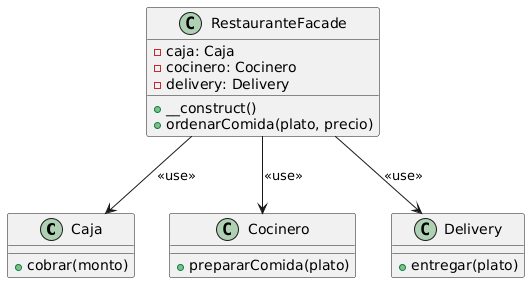 C RestauranteFacade
caja: Caja
cocinero: Cocinero
delivery: Delivery
__construct()
ordenarComida(plato, precio)
«use» «use» «use»
C Caja
cobrar(monto)
C Cocinero
prepararComida(plato)
C Delivery
entregar(plato)